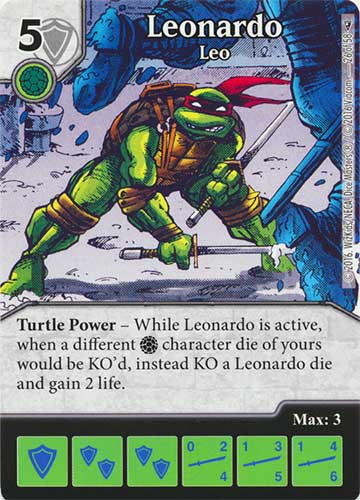 5
Leonardo
Leo
Turtle Power – While Leonardo is active,
when a different character die of yours
would be KO’d, instead KO a Leonardo die
and gain 2 life.
Max: 3
0 2
4
1 3
5
1 4
6